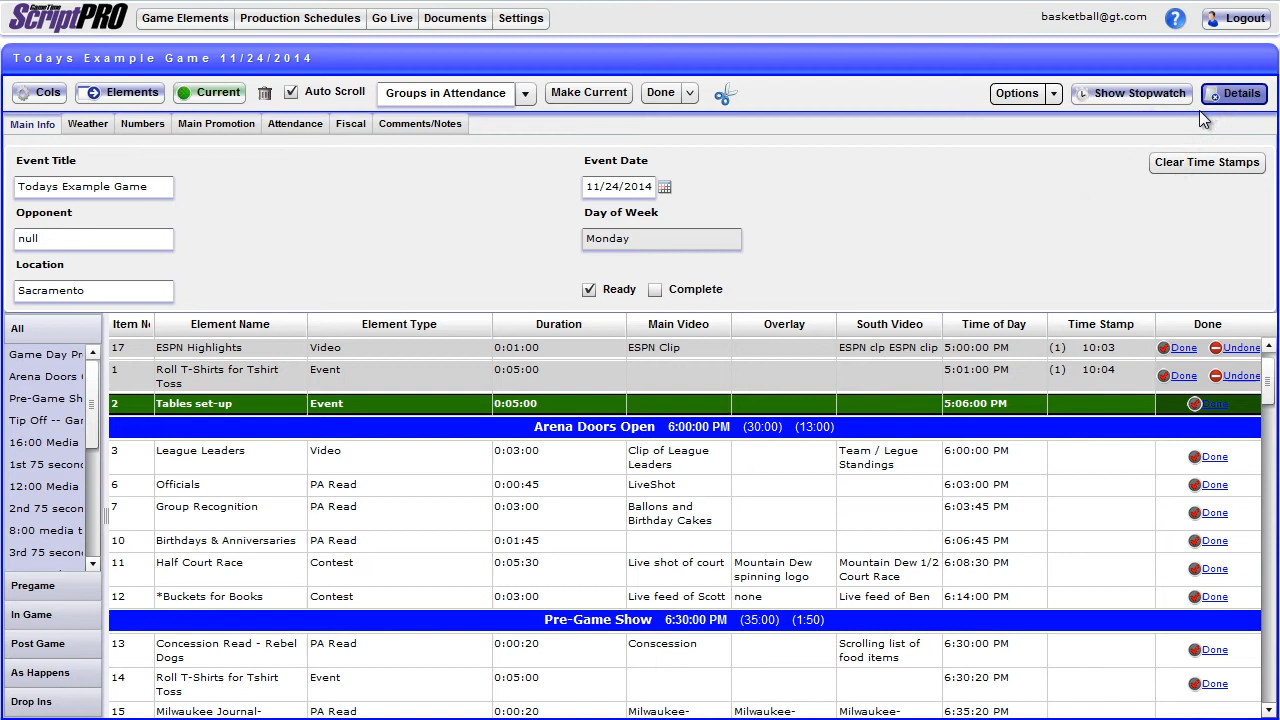 GameTime
ScriptPRO
Game Elements Production Schedules Go Live Documents Settings
basketball@gt.com ? Logout
Todays Example Game 11/24/2014
Cols Elements Current Auto Scroll Groups in Attendance Make Current Done Options Show Stopwatch Details
Main Info Weather Numbers Main Promotion Attendance Fiscal Comments/Notes
Event Title Event Date Clear Time Stamps
Todays Example Game 11/24/2014
Opponent Day of Week
null Monday
Location
Sacramento Ready Complete
All
Game Day Pr
Arena Doors
Pre-Game Sh
Tip Off -- Gar
16:00 Media
1st 75 second
12:00 Media
2nd 75 secon
8:00 media t
3rd 75 secon
Pregame
In Game
Post Game
As Happens
Drop Ins
Item N Element Name Element Type Duration Main Video Overlay South Video Time of Day Time Stamp Done
17 ESPN Highlights Video 0:01:00 ESPN Clip ESPN clp ESPN clip 5:00:00 PM (1) 10:03 Done Undone
1 Roll T-Shirts for Tshirt Event 0:05:00 5:01:00 PM (1) 10:04 Done Undone
Toss
2 Tables set-up Event 0:05:00 5:06:00 PM Done
Arena Doors Open 6:00:00 PM (30:00) (13:00)
3 League Leaders Video 0:03:00 Clip of League Team / Legue 6:00:00 PM Done
Leaders Standings
6 Officials PA Read 0:00:45 LiveShot 6:03:00 PM Done
7 Group Recognition PA Read 0:03:00 Ballons and 6:03:45 PM Done
Birthday Cakes
10 Birthdays & Anniversaries PA Read 0:01:45 6:06:45 PM Done
11 Half Court Race Contest 0:05:30 Live shot of court Mountain Dew Mountain Dew 1/2 6:08:30 PM Done
spinning logo Court Race
12 *Buckets for Books Contest 0:03:00 Live feed of Scott none Live feed of Ben 6:14:00 PM Done
Pre-Game Show 6:30:00 PM (35:00) (1:50)
13 Concession Read - Rebel PA Read 0:00:20 Conscession Scrolling list of 6:30:00 PM Done
Dogs food items
14 Roll T-Shirts for Tshirt Event 0:05:00 6:30:20 PM Done
Toss
15 Milwaukee Journal- PA Read 0:00:20 Milwaukee- Milwaukee- Milwaukee- 6:35:20 PM